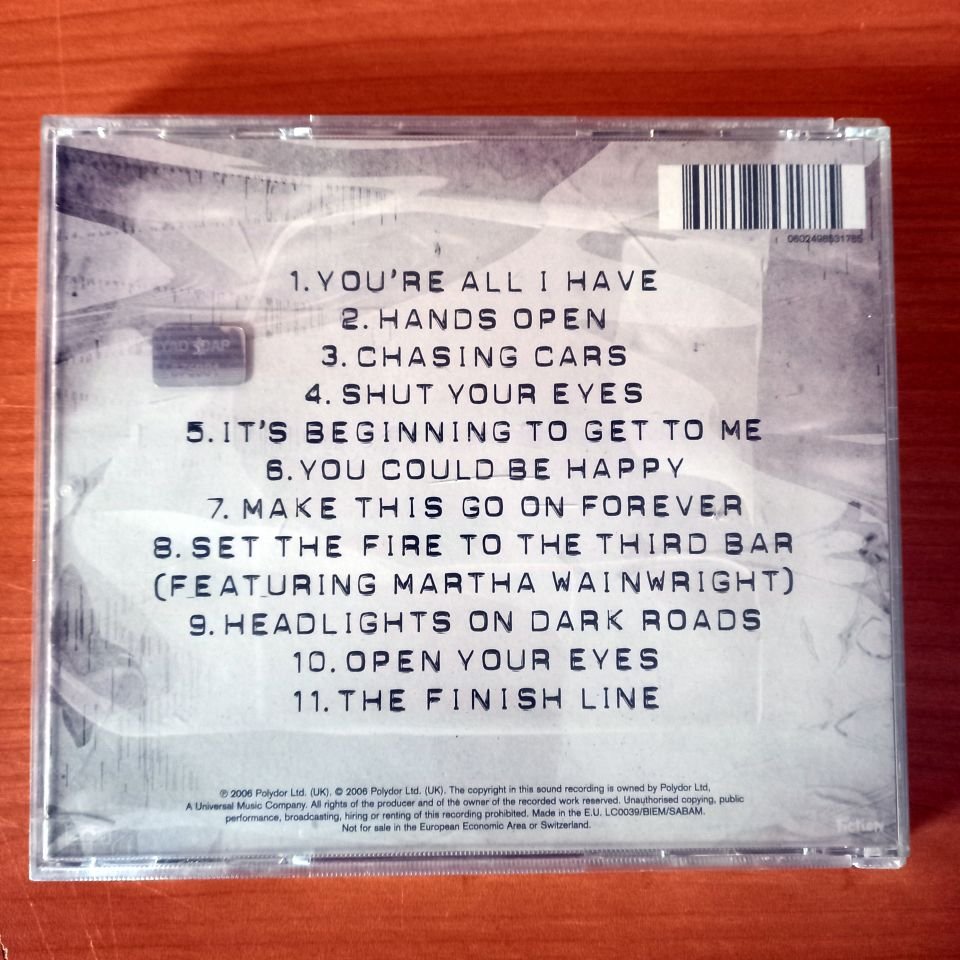 0602498531785
1.YOU'RE ALL I HAVE
2. HANDS OPEN
3. CHASING CARS
4. SHUT YOUR EYES
5. IT'S BEGINNING TO GET TO ME
6. YOU COULD BE HAPPY
7. MAKE THIS GO ON FOREVER
8. SET THE FIRE TO THE THIRD BAR
(FEATURING MARTHA WAINWRIGHT)
9. HEADLIGHTS ON DARK ROADS
10. OPEN YOUR EYES
11. THE FINISH LINE
℗ 2006 Polydor Ltd. (UK). © 2006 Polydor Ltd. (UK). The copyright in this sound recording is owned by Polydor Ltd,
A Universal Music Company. All rights of the producer and of the owner of the recorded work reserved. Unauthorised copying, public
performance, broadcasting, hiring or renting of this recording prohibited. Made in the E.U. LC0039/BIEM/SABAM.
Not for sale in the European Economic Area or Switzerland.
Fiction